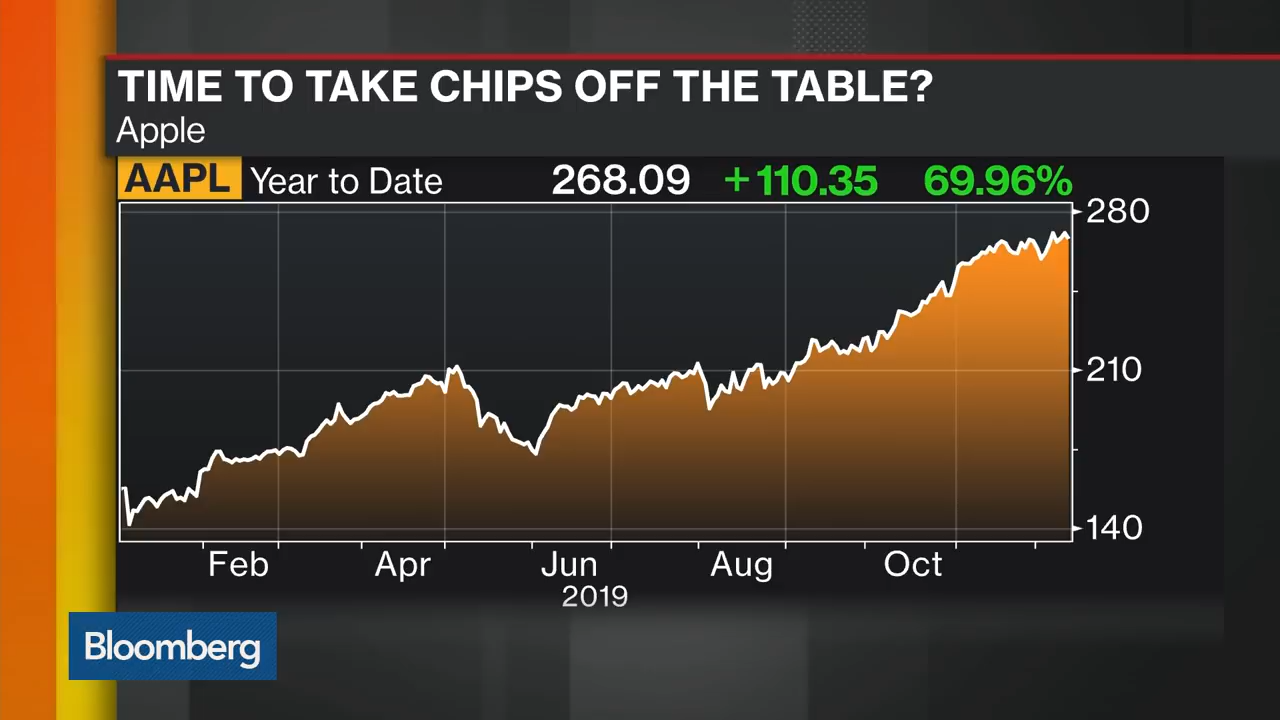 TIME TO TAKE CHIPS OFF THE TABLE?
Apple
AAPL Year to Date 268.09 +110.35 69.96%
280
210
140
Feb Apr Jun Aug Oct
2019
Bloomberg